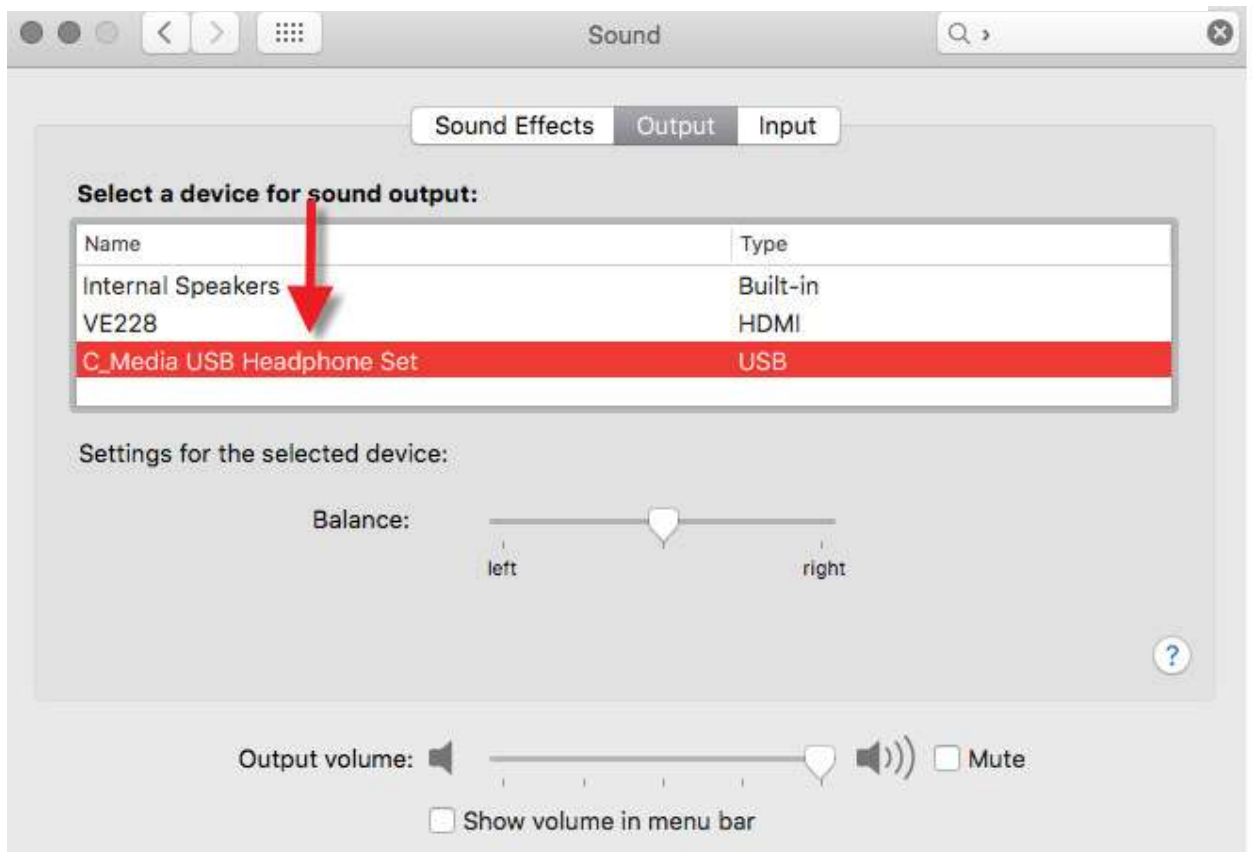 Sound
›
Sound Effects Output Input
Select a device for sound output:
Name Type
Internal Speakers Built-in
VE228 HDMI
C_Media USB Headphone Set USB
Settings for the selected device:
Balance:
left right
?
Output volume: Mute
Show volume in menu bar